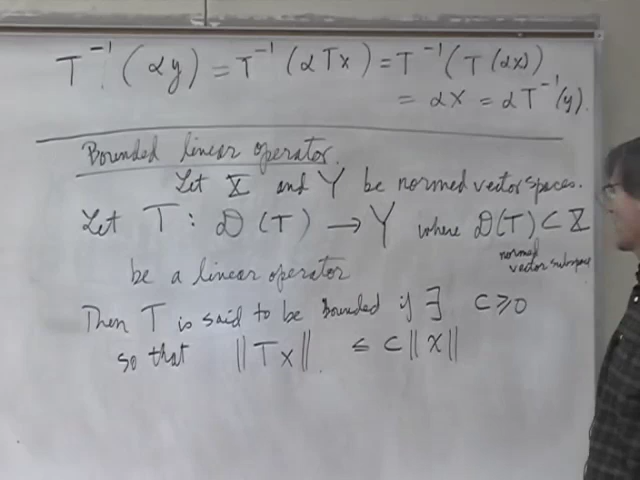 T⁻¹(αy) = T⁻¹(αTx) = T⁻¹(T(αx))
= αx = αT⁻¹(y).
Bounded linear operator.
Let X and Y be normed vector spaces.
Let T : D(T) → Y where D(T) ⊂ X
normed
vector subspace
be a linear operator
Then T is said to be bounded if ∃ C ≥ 0
so that ||Tx|| ≤ C||x||